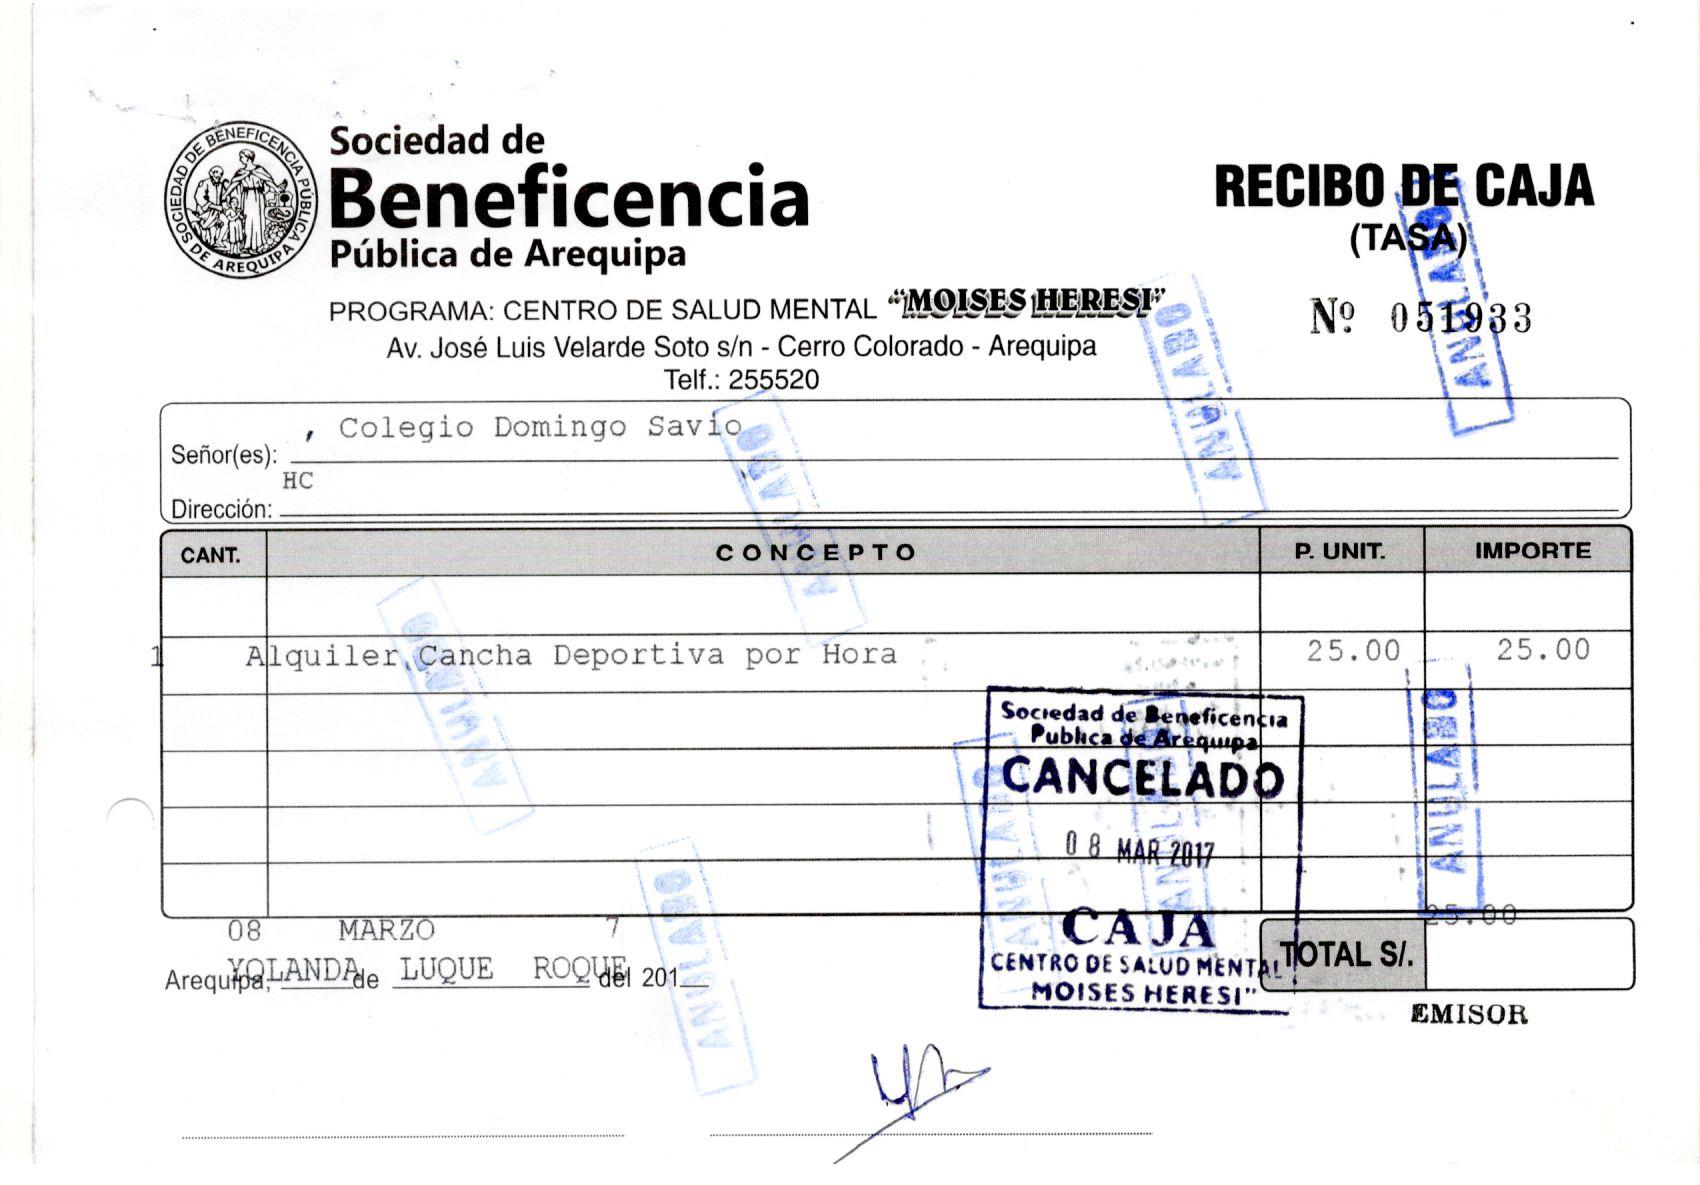 SOCIEDAD DE BENEFICENCIA PÚBLICA DE AREQUIPA
Sociedad de
Beneficencia
Pública de Arequipa
RECIBO DE CAJA
(TASA)
Nº 051933
PROGRAMA: CENTRO DE SALUD MENTAL “MOISES HERESI”
Av. José Luis Velarde Soto s/n - Cerro Colorado - Arequipa
Telf.: 255520
Señor(es): , Colegio Domingo Savio
HC
Dirección:
CANT. CONCEPTO P. UNIT. IMPORTE
1 Alquiler Cancha Deportiva por Hora 25.00 25.00
Sociedad de Beneficencia
Publica de Arequipa
CANCELADO
08 MAR 2017
CAJA
CENTRO DE SALUD MENTAL
MOISES HERESI"
25.00
TOTAL S/.
08 MARZO 7
YOLANDA LUQUE ROQUE
Arequipa, de del 201
EMISOR
ANULADO
ANULADO
ANULADO
ANULADO
ANULADO
ANULADO
ANULADO
ANULADO